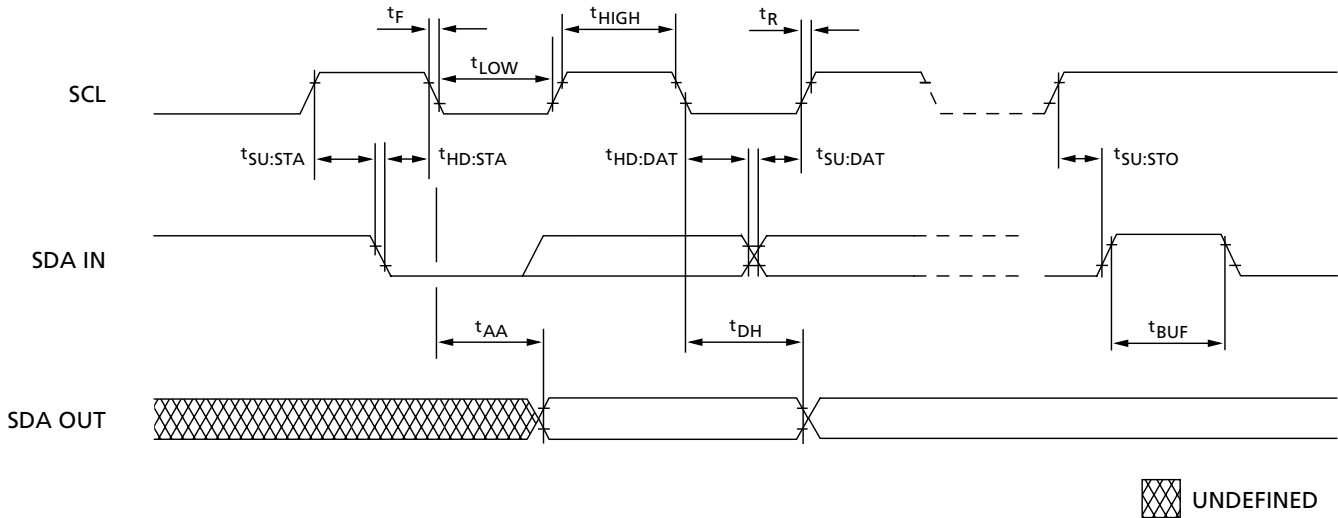 tF
tHIGH
tR
tLOW
SCL
tSU:STA
tHD:STA
tHD:DAT
tSU:DAT
tSU:STO
SDA IN
tAA
tDH
tBUF
SDA OUT
UNDEFINED